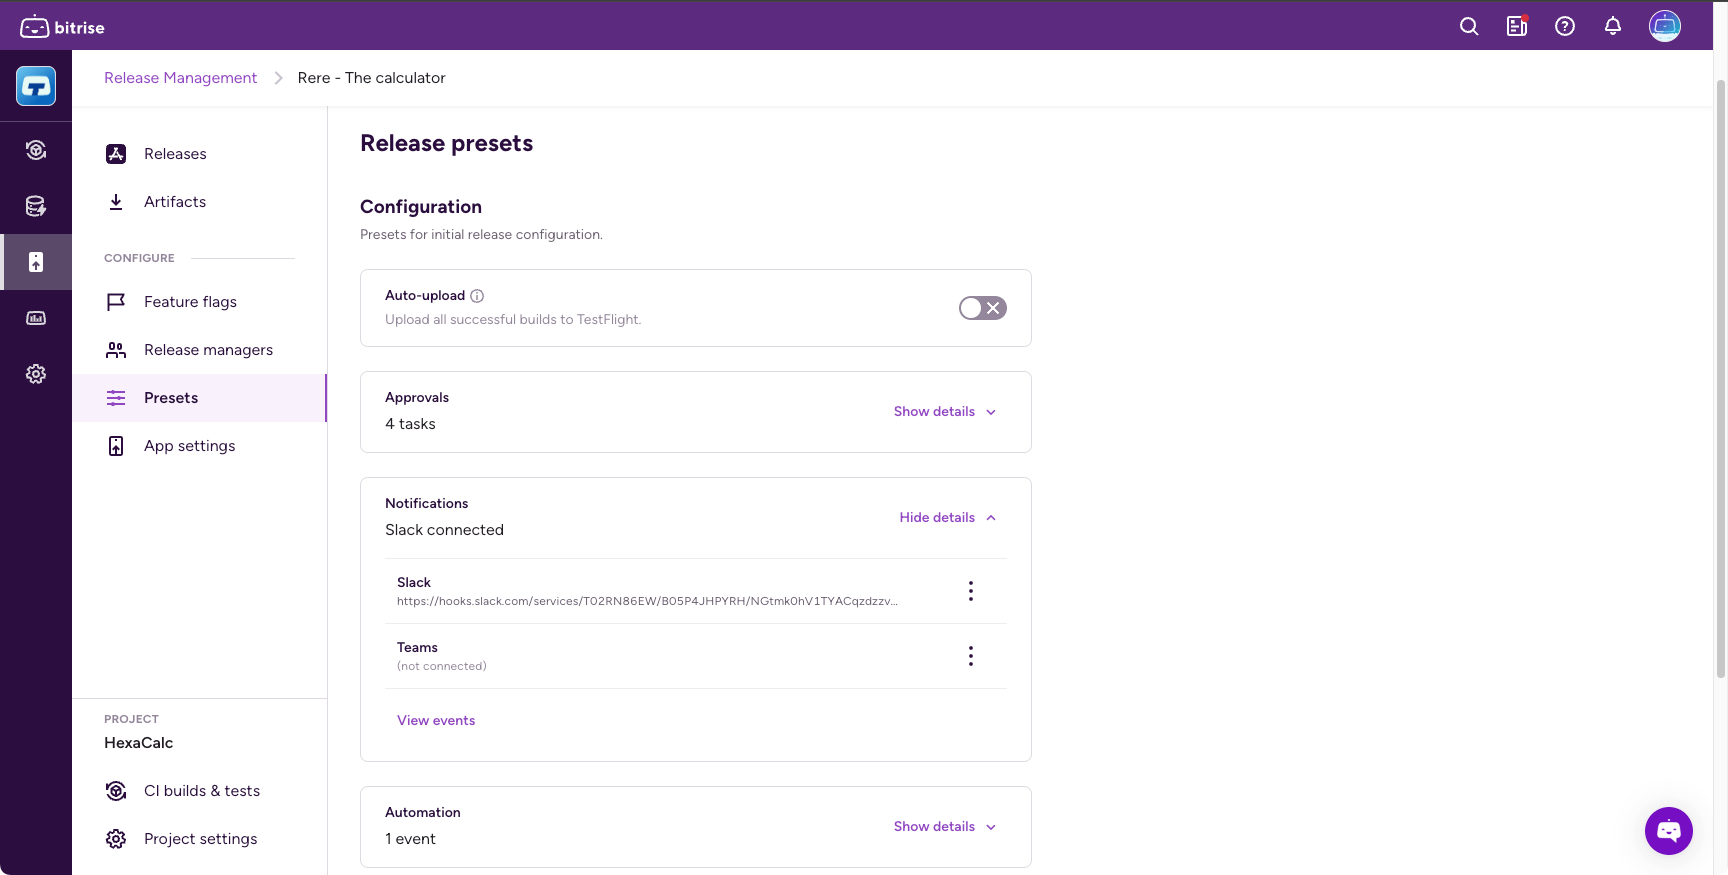 bitrise
Release Management > Rere - The calculator
Releases
Artifacts
CONFIGURE
Feature flags
Release managers
Presets
App settings
PROJECT
HexaCalc
CI builds & tests
Project settings
Release presets
Configuration
Presets for initial release configuration.
Auto-upload
Upload all successful builds to TestFlight.
Approvals
4 tasks
Show details
Notifications
Slack connected
Hide details
Slack
https://hooks.slack.com/services/T02RN86EW/B05P4JHPYRH/NGtmk0hV1TYACqzdzzv...
Teams
(not connected)
View events
Automation
1 event
Show details